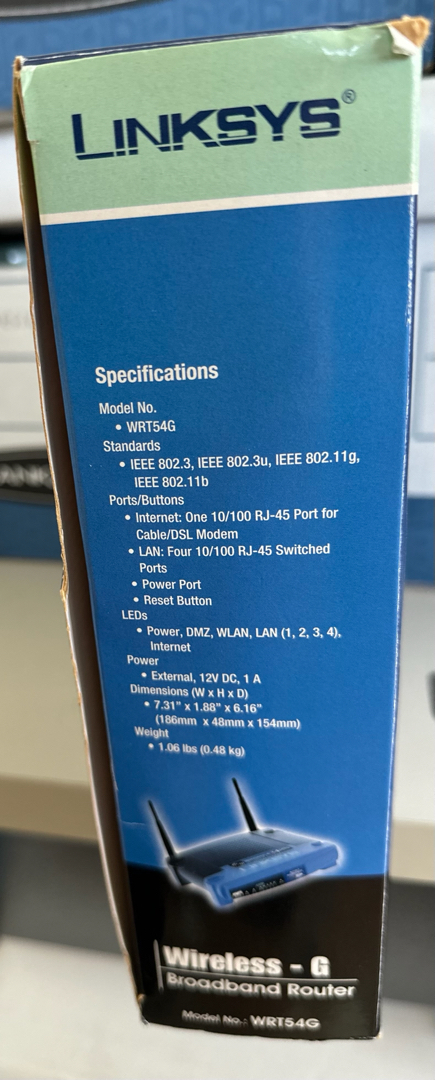 LINKSYS®
Specifications
Model No.
• WRT54G
Standards
• IEEE 802.3, IEEE 802.3u, IEEE 802.11g,
IEEE 802.11b
Ports/Buttons
• Internet: One 10/100 RJ-45 Port for
Cable/DSL Modem
• LAN: Four 10/100 RJ-45 Switched
Ports
• Power Port
• Reset Button
LEDs
• Power, DMZ, WLAN, LAN (1, 2, 3, 4),
Internet
Power
• External, 12V DC, 1 A
Dimensions (W x H x D)
• 7.31" x 1.88" x 6.16"
(186mm x 48mm x 154mm)
Weight
• 1.06 lbs (0.48 kg)
Wireless - G
Broadband Router
Model No.: WRT54G